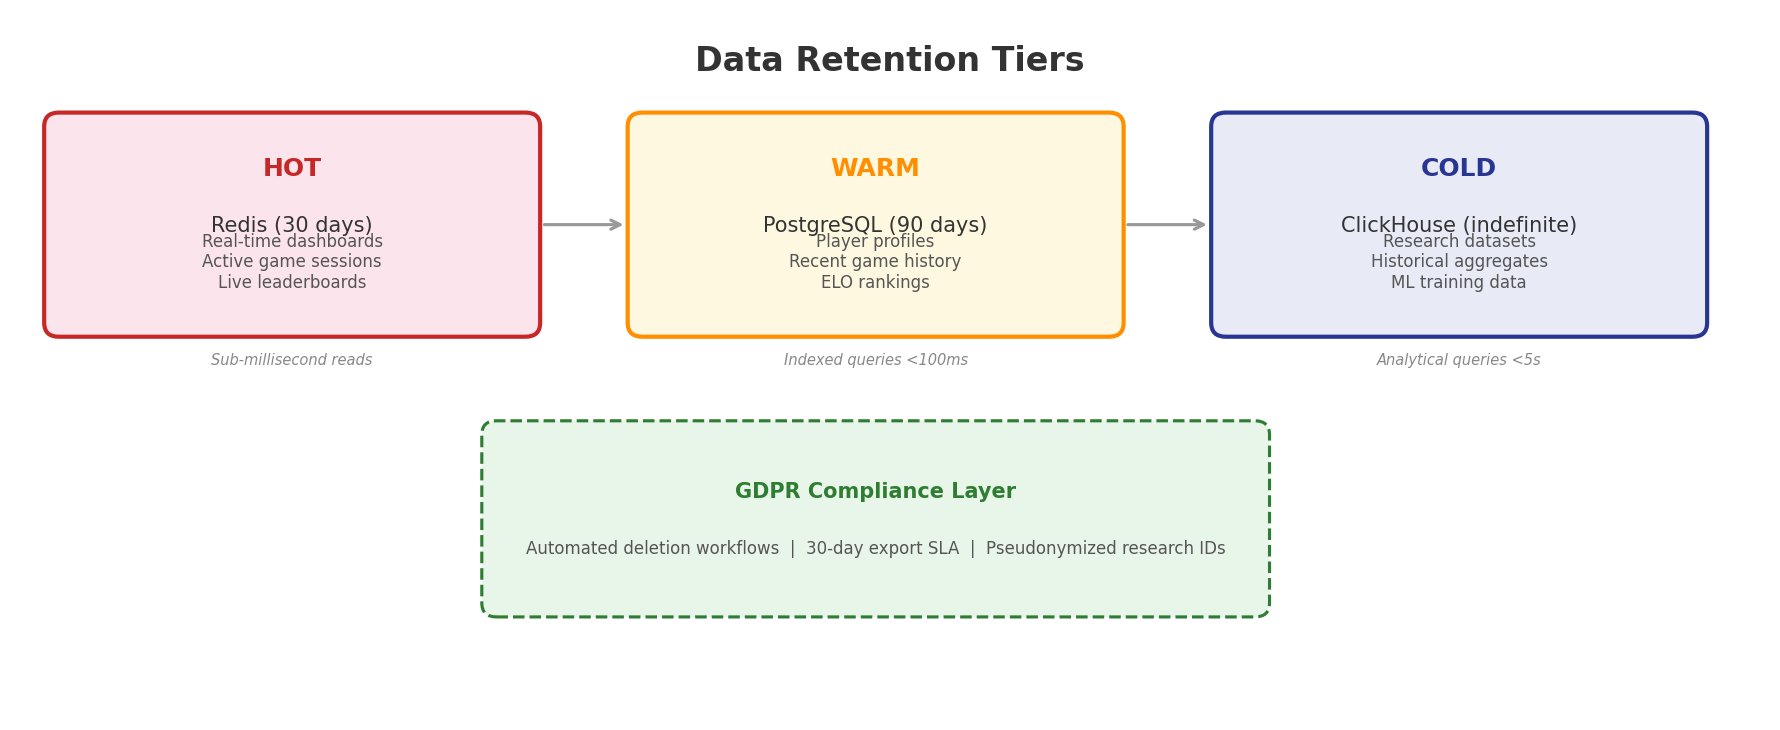 Data Retention Tiers
HOT
Redis (30 days)
Real-time dashboards
Active game sessions
Live leaderboards
Sub-millisecond reads
WARM
PostgreSQL (90 days)
Player profiles
Recent game history
ELO rankings
Indexed queries <100ms
COLD
ClickHouse (indefinite)
Research datasets
Historical aggregates
ML training data
Analytical queries <5s
GDPR Compliance Layer
Automated deletion workflows | 30-day export SLA | Pseudonymized research IDs